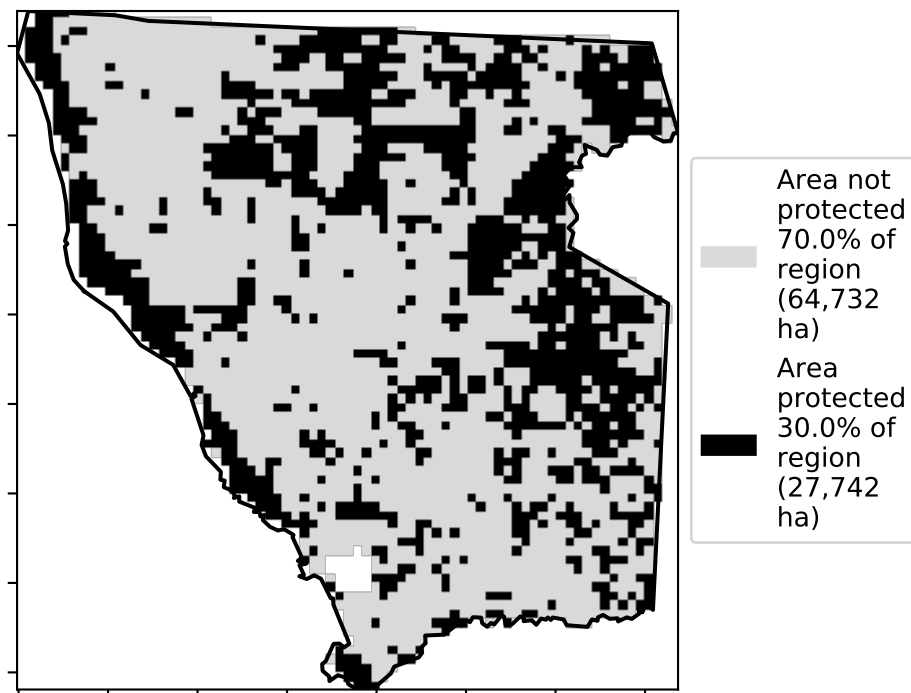 Area not
protected
70.0% of
region
(64,732
ha)
Area
protected
30.0% of
region
(27,742
ha)